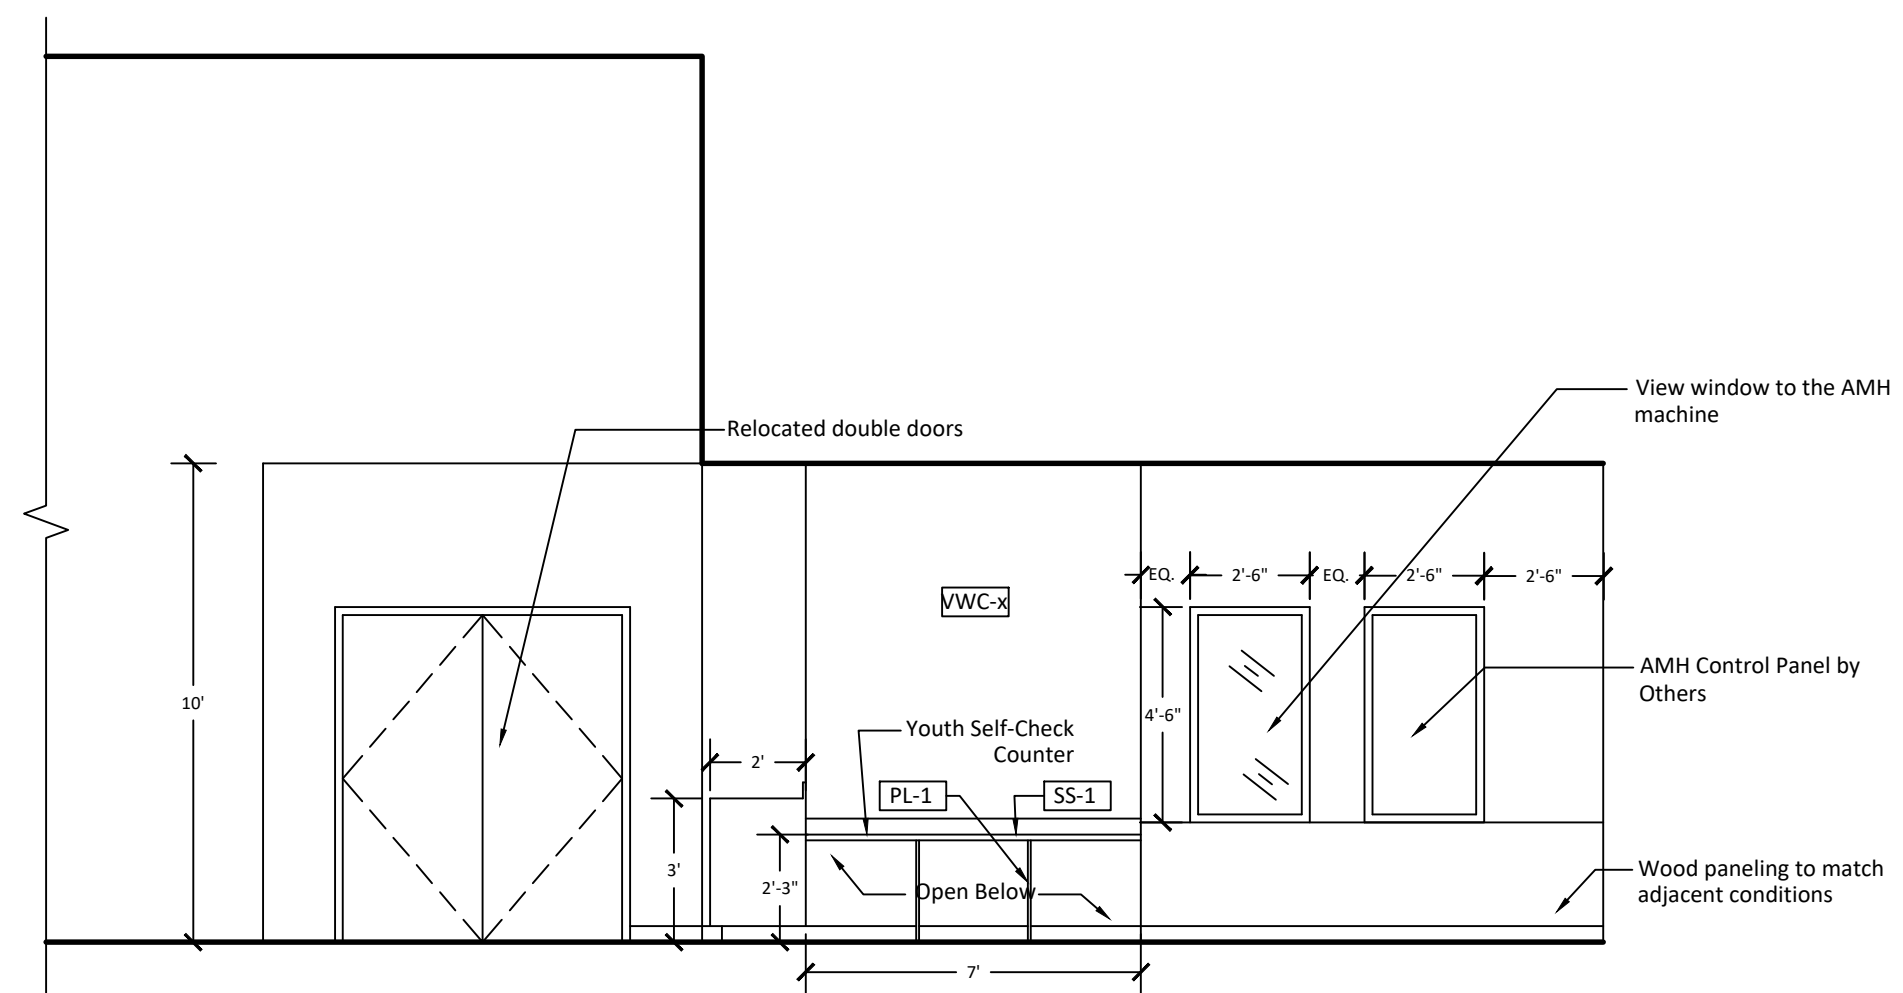 View window to the AMH
machine
Relocated double doors
EQ.
2'-6"
EQ.
2'-6"
2'-6"
VWC-x
AMH Control Panel by
Others
10'
4'-6"
Youth Self-Check
Counter
2'
PL-1
SS-1
3'
2'-3"
Open Below
Wood paneling to match
adjacent conditions
7'